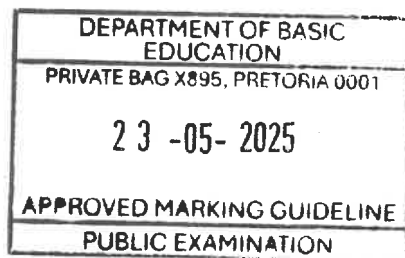 DEPARTMENT OF BASIC
EDUCATION
PRIVATE BAG X895, PRETORIA 0001
23 -05- 2025
APPROVED MARKING GUIDELINE
PUBLIC EXAMINATION